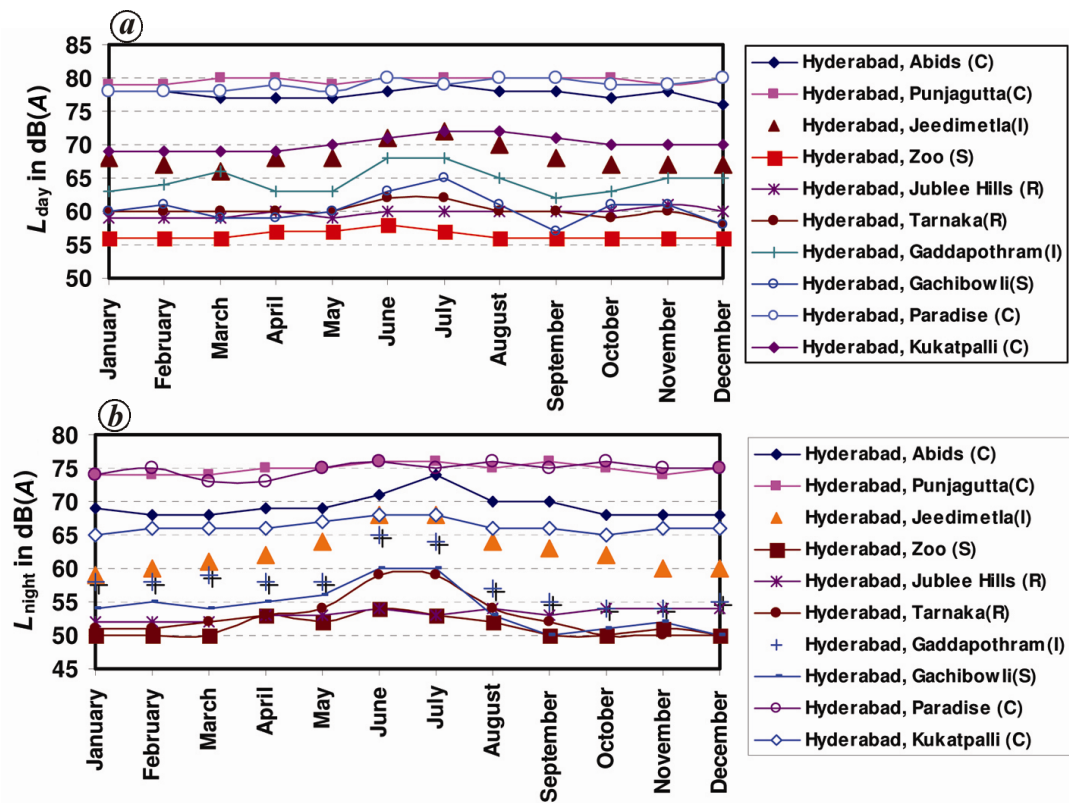 a
85
80
75
70
65
60
55
50
L day in dB(A)
January
February
March
April
May
June
July
August
September
October
November
December
Hyderabad, Abids (C)
Hyderabad, Punjagutta(C)
Hyderabad, Jeedimetla(I)
Hyderabad, Zoo (S)
Hyderabad, Jublee Hills (R)
Hyderabad, Tarnaka(R)
Hyderabad, Gaddapothram(I)
Hyderabad, Gachibowli(S)
Hyderabad, Paradise (C)
Hyderabad, Kukatpalli (C)
b
80
75
70
65
60
55
50
45
L night in dB(A)
January
February
March
April
May
June
July
August
September
October
November
December
Hyderabad, Abids (C)
Hyderabad, Punjagutta(C)
Hyderabad, Jeedimetla(I)
Hyderabad, Zoo (S)
Hyderabad, Jublee Hills (R)
Hyderabad, Tarnaka(R)
Hyderabad, Gaddapothram(I)
Hyderabad, Gachibowli(S)
Hyderabad, Paradise (C)
Hyderabad, Kukatpalli (C)